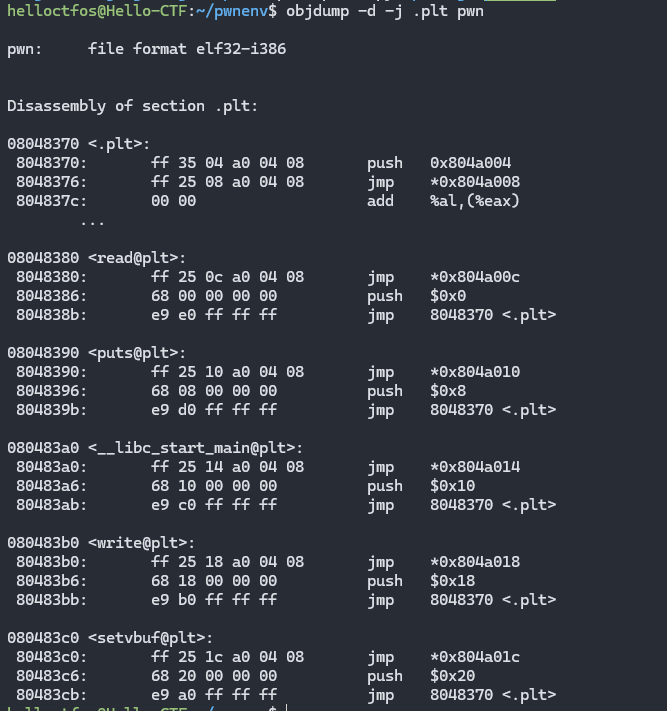 helloctfos@Hello-CTF:~/pwnenv$ objdump -d -j .plt pwn
pwn:     file format elf32-i386
Disassembly of section .plt:
08048370 <.plt>:
 8048370:       ff 35 04 a0 04 08       push   0x804a004
 8048376:       ff 25 08 a0 04 08       jmp    *0x804a008
 804837c:       00 00                   add    %al,(%eax)
        ...
08048380 <read@plt>:
 8048380:       ff 25 0c a0 04 08       jmp    *0x804a00c
 8048386:       68 00 00 00 00          push   $0x0
 804838b:       e9 e0 ff ff ff          jmp    8048370 <.plt>
08048390 <puts@plt>:
 8048390:       ff 25 10 a0 04 08       jmp    *0x804a010
 8048396:       68 08 00 00 00          push   $0x8
 804839b:       e9 d0 ff ff ff          jmp    8048370 <.plt>
080483a0 <__libc_start_main@plt>:
 80483a0:       ff 25 14 a0 04 08       jmp    *0x804a014
 80483a6:       68 10 00 00 00          push   $0x10
 80483ab:       e9 c0 ff ff ff          jmp    8048370 <.plt>
080483b0 <write@plt>:
 80483b0:       ff 25 18 a0 04 08       jmp    *0x804a018
 80483b6:       68 18 00 00 00          push   $0x18
 80483bb:       e9 b0 ff ff ff          jmp    8048370 <.plt>
080483c0 <setvbuf@plt>:
 80483c0:       ff 25 1c a0 04 08       jmp    *0x804a01c
 80483c6:       68 20 00 00 00          push   $0x20
 80483cb:       e9 a0 ff ff ff          jmp    8048370 <.plt>